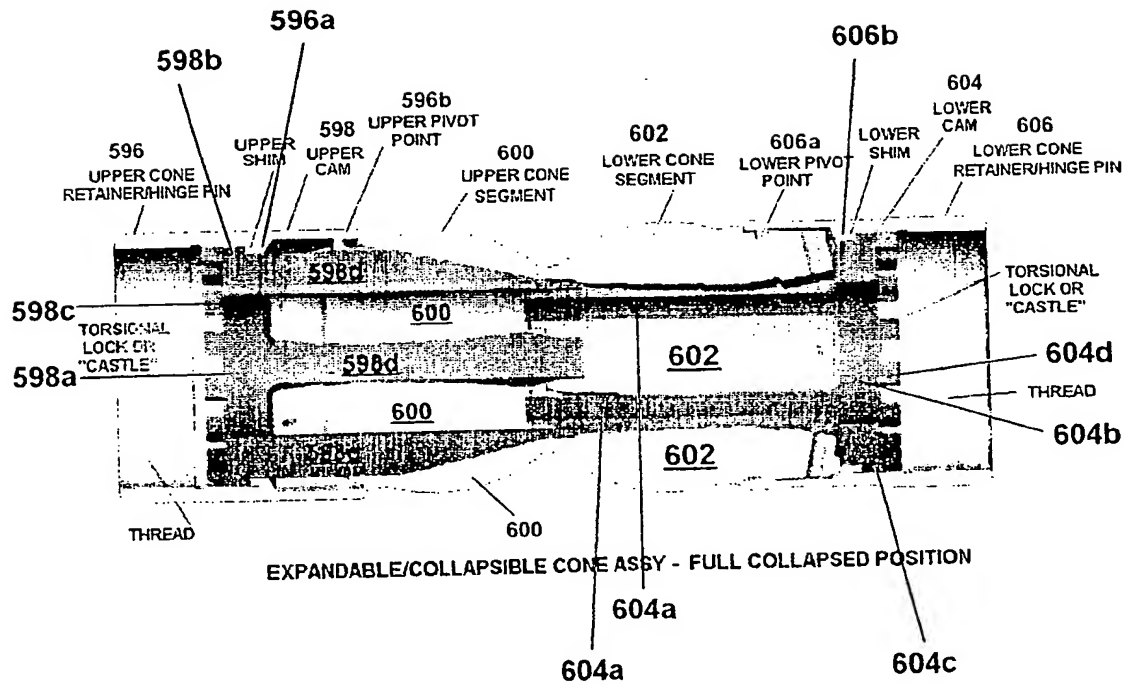 596a
598b
606b
596b
UPPER PIVOT
POINT
604
LOWER
CAM
598
UPPER
CAM
UPPER
SHIM
596
UPPER CONE
RETAINER/HINGE PIN
600
UPPER CONE
SEGMENT
602
LOWER CONE
SEGMENT
606a
LOWER PIVOT
POINT
LOWER
SHIM
606
LOWER CONE
RETAINER/HINGE PIN
598d
598c
600
TORSIONAL
LOCK OR
"CASTLE"
TORSIONAL
LOCK OR
"CASTLE"
598a
598d
602
604d
THREAD
600
604b
598d
602
THREAD
600
EXPANDABLE/COLLAPSIBLE CONE ASSY - FULL COLLAPSED POSITION
604a
604a
604c